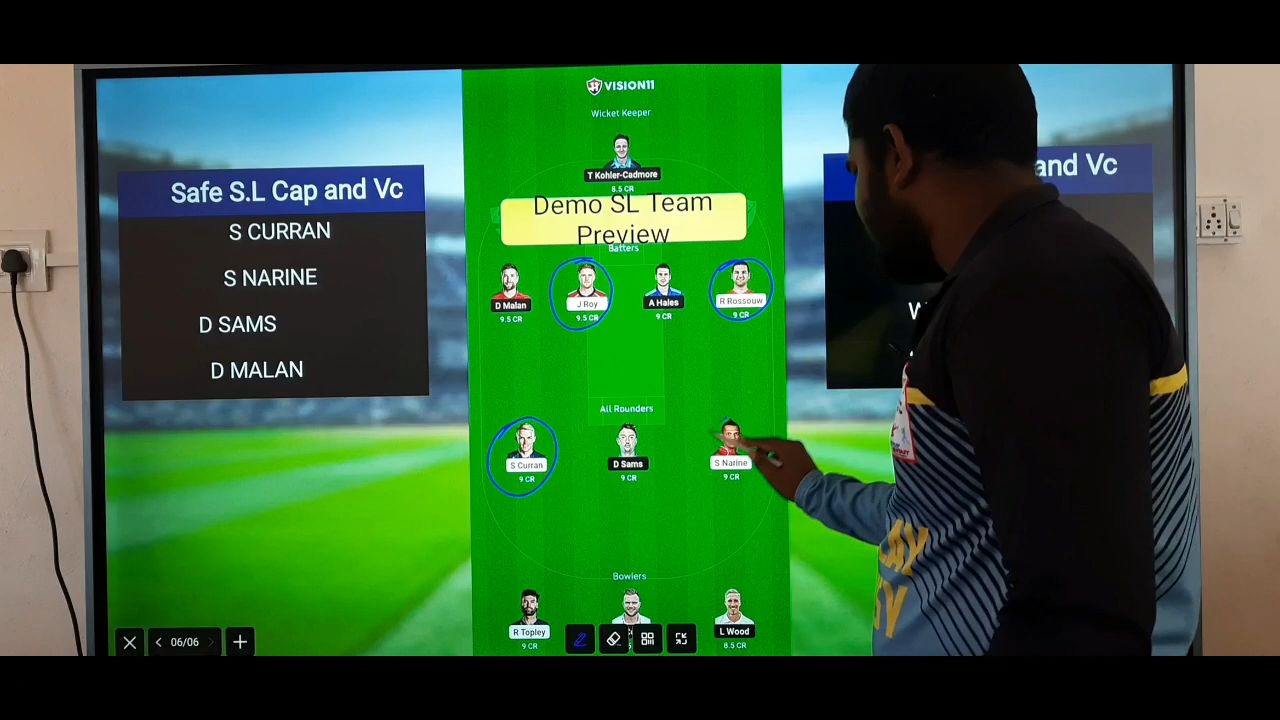 VISION11
Wicket Keeper
T Kohler-Cadmore
8.5 CR
Demo SL Team
Preview
Batters
D Malan
9.5 CR
J Roy
9.5 CR
A Hales
9 CR
R Rossouw
9 CR
All Rounders
S Curran
9 CR
D Sams
9 CR
S Narine
9 CR
Bowlers
R Topley
9 CR
L Wood
8.5 CR
Safe S.L Cap and Vc
S CURRAN
S NARINE
D SAMS
D MALAN
and Vc
06/06